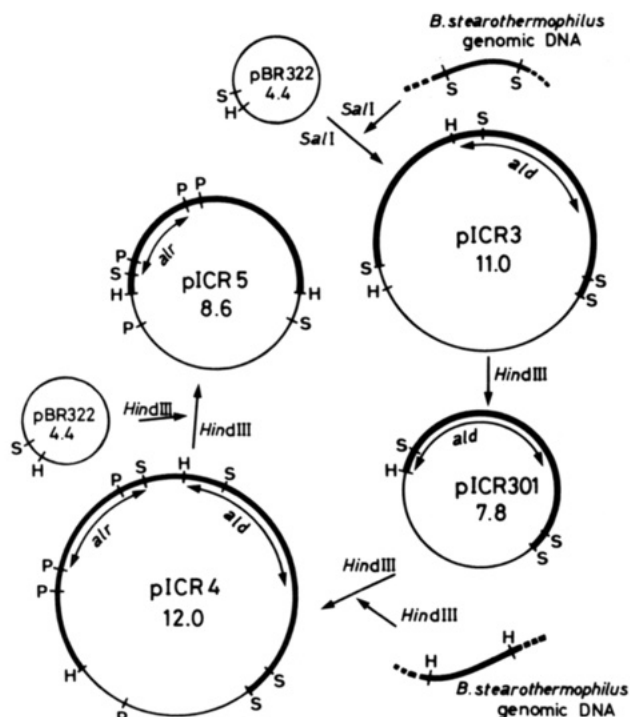 B.stearothermophilus
genomic DNA
pBR322
4.4
S
H
S
S
SalI
SalI
H
S
ald
pICR3
11.0
S
H
S
S
P
P
alr
P
S
H
P
pICR5
8.6
H
S
HindIII
pBR322
4.4
S
H
HindIII
HindIII
ald
S
H
pICR301
7.8
S
S
P
S
H
S
alr
ald
P
P
pICR4
12.0
H
P
S
S
HindIII
HindIII
H
H
B.stearothermophilus
genomic DNA